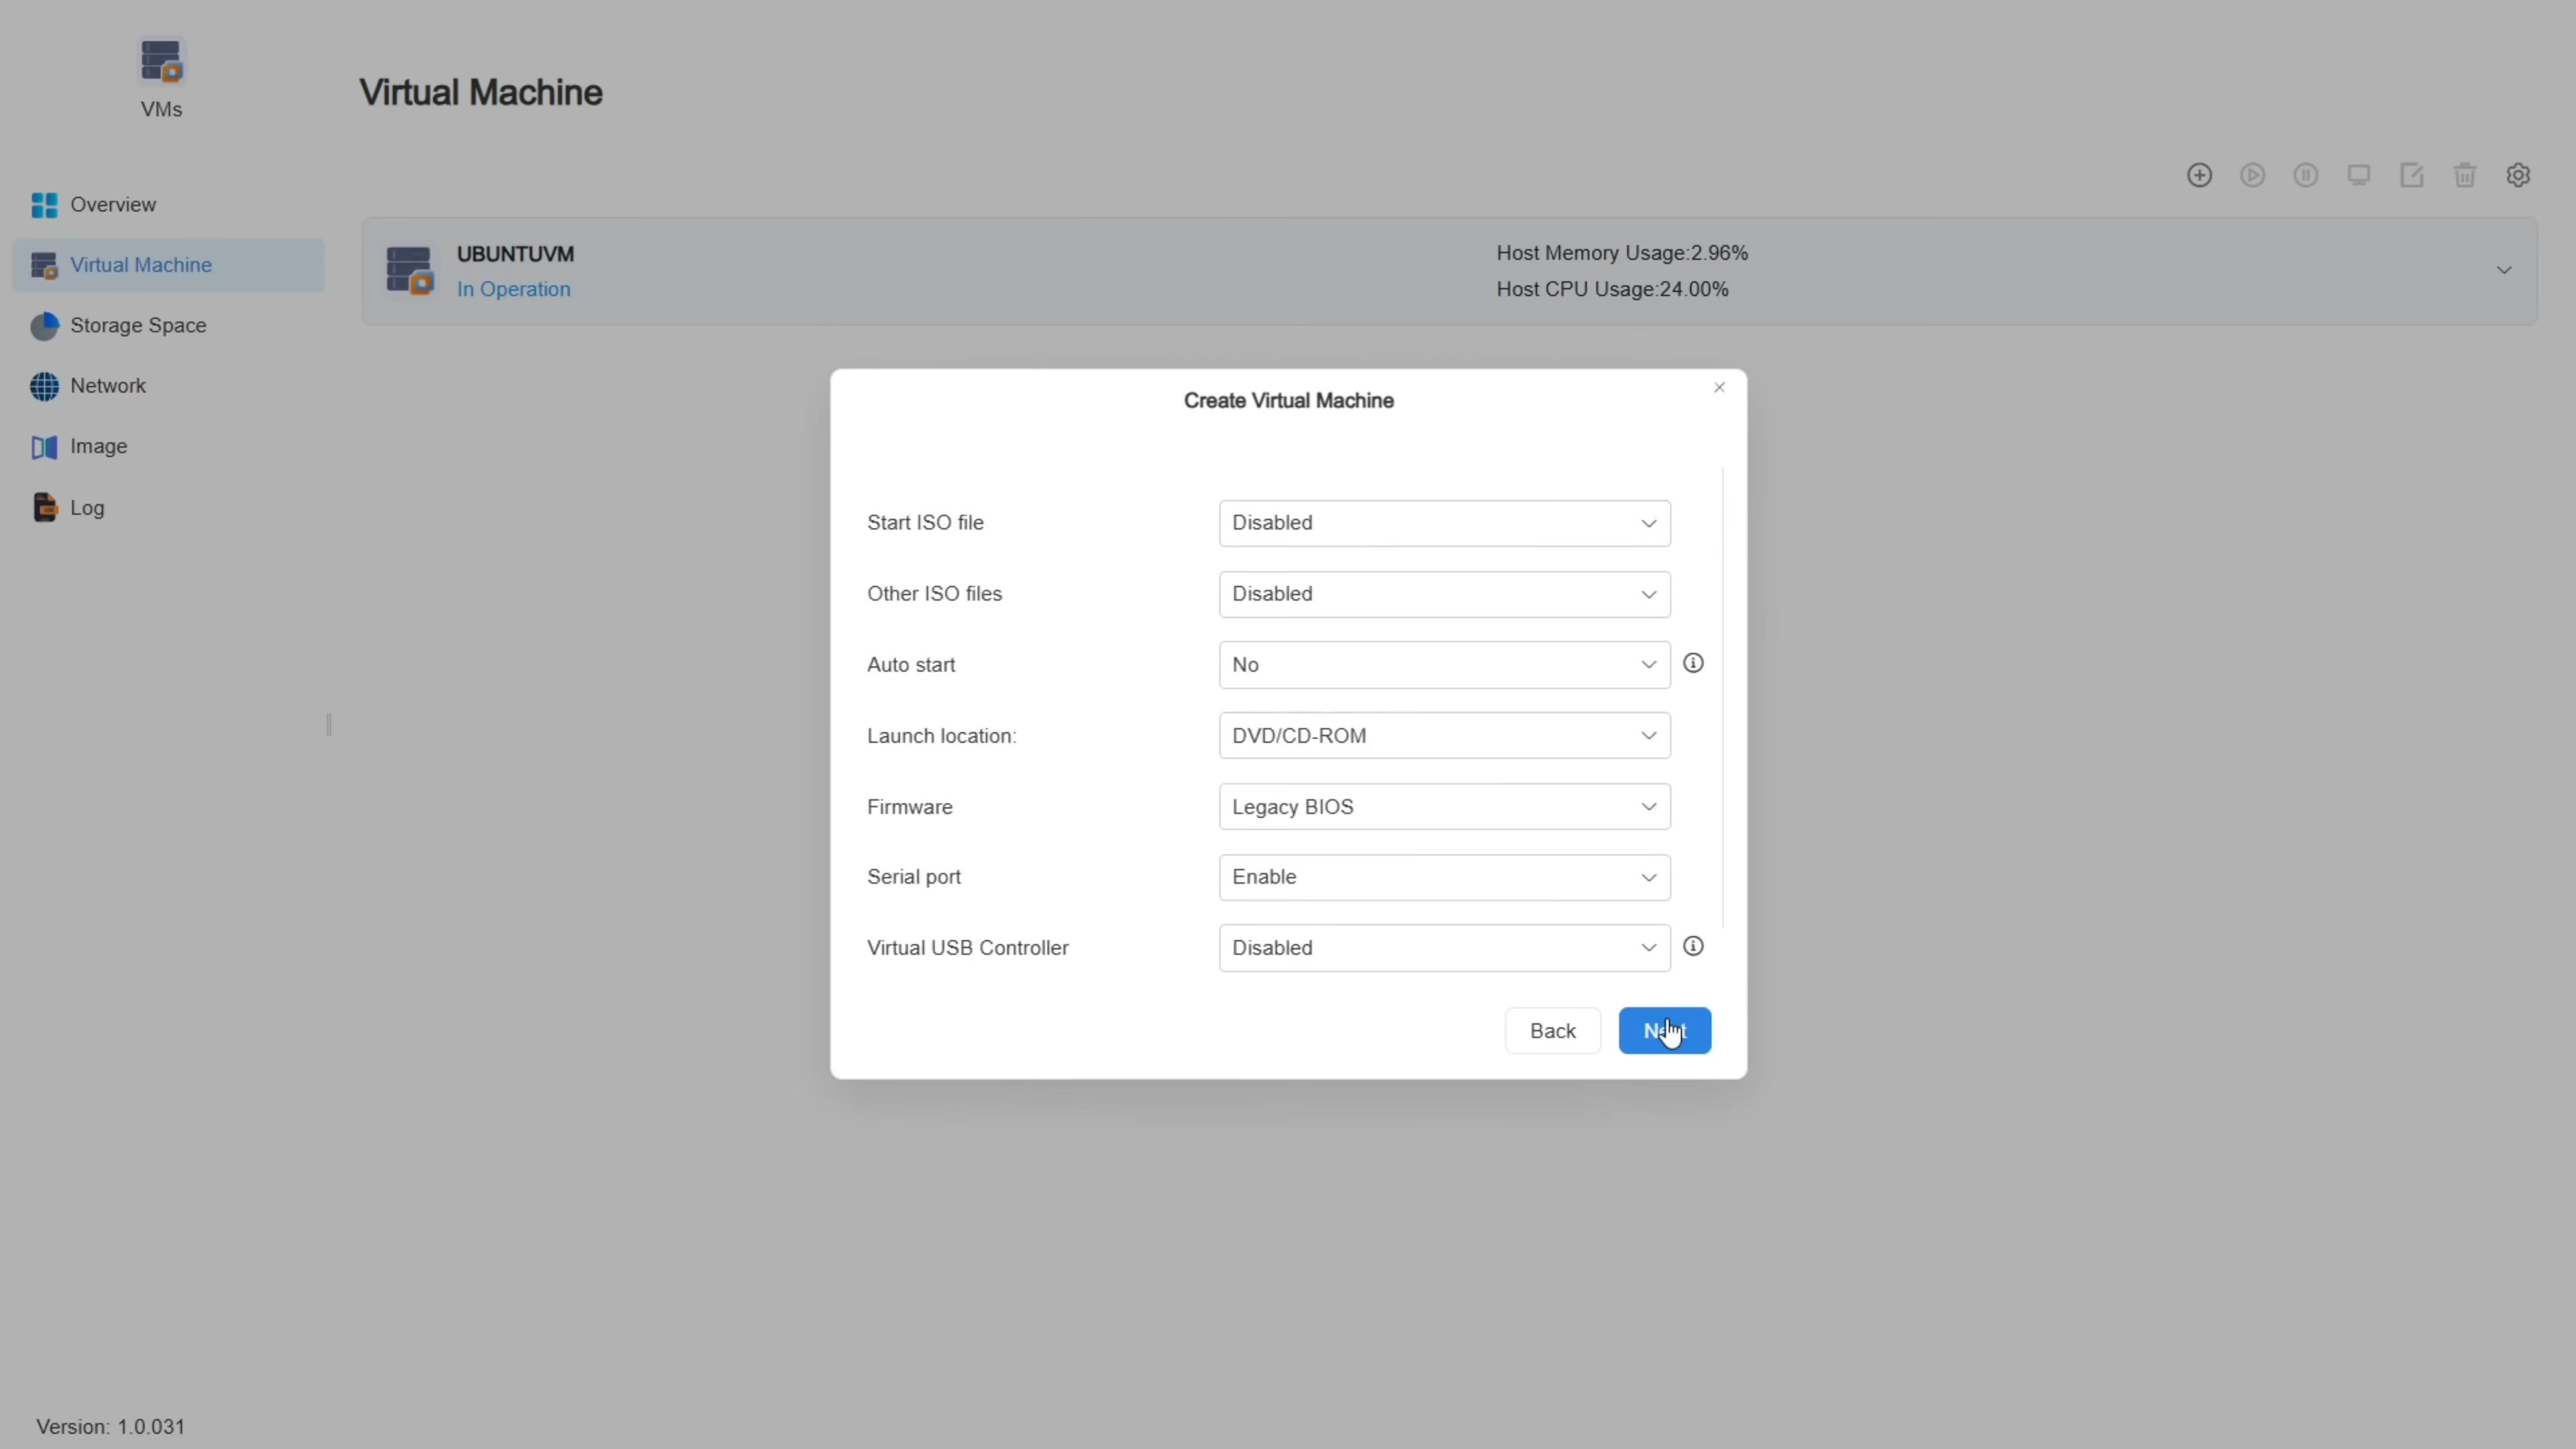 VMs
Virtual Machine
Overview
Virtual Machine
Storage Space
Network
Image
Log
UBUNTUVM
In Operation
Host Memory Usage:2.96%
Host CPU Usage:24.00%
Create Virtual Machine
Start ISO file Disabled
Other ISO files Disabled
Auto start No
Launch location: DVD/CD-ROM
Firmware Legacy BIOS
Serial port Enable
Virtual USB Controller Disabled
Back
Version: 1.0.031